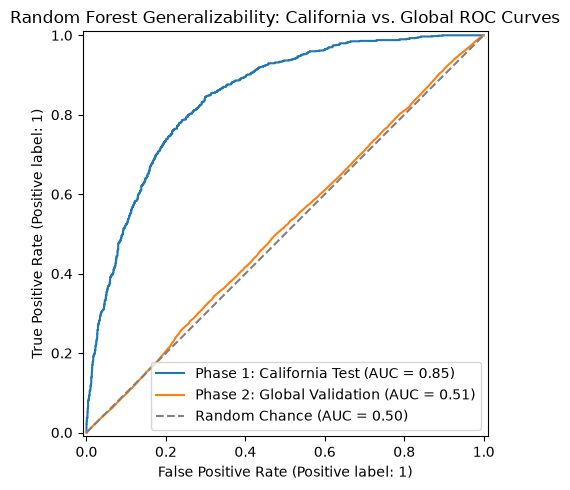 Random Forest Generalizability: California vs. Global ROC Curves
1.0
0.8
0.6
0.4
0.2
0.0
True Positive Rate (Positive label: 1)
Phase 1: California Test (AUC = 0.85)
Phase 2: Global Validation (AUC = 0.51)
Random Chance (AUC = 0.50)
0.0 0.2 0.4 0.6 0.8 1.0
False Positive Rate (Positive label: 1)